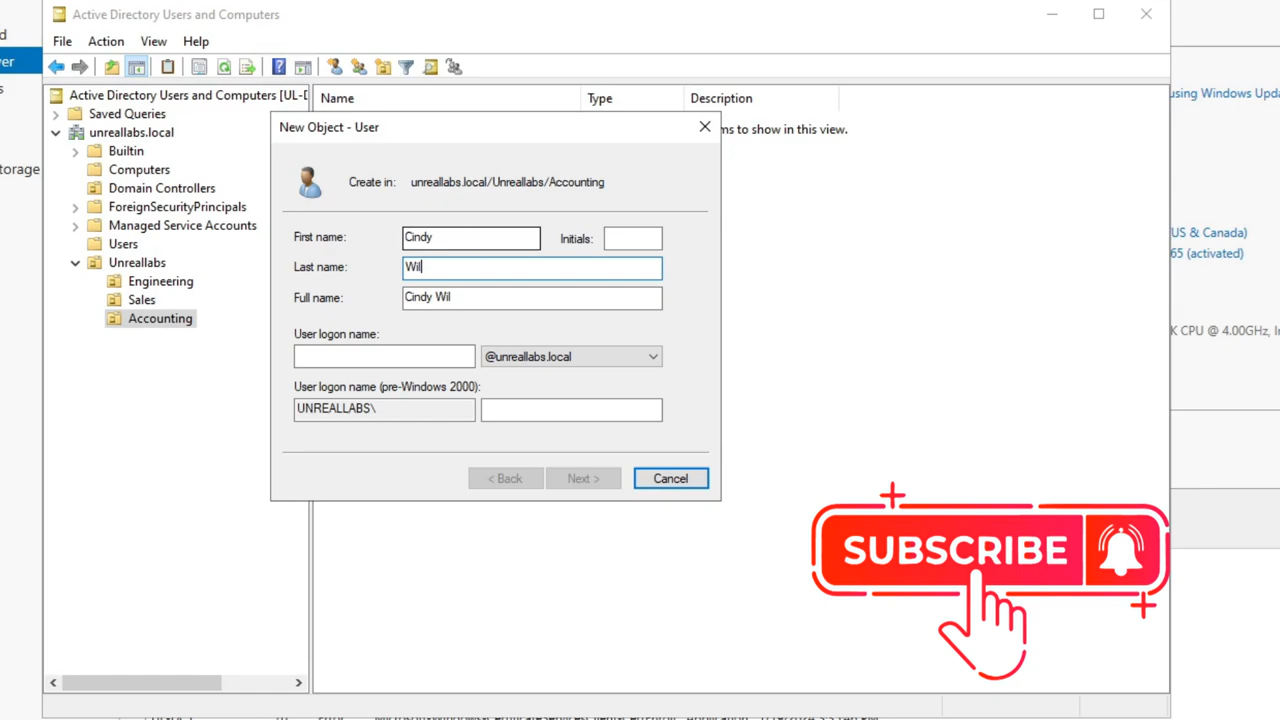 Active Directory Users and Computers
File Action View Help
Active Directory Users and Computers [UL-D
Saved Queries
unreallabs.local
Builtin
Computers
Domain Controllers
ForeignSecurityPrincipals
Managed Service Accounts
Users
Unreallabs
Engineering
Sales
Accounting
Name Type Description
ms to show in this view.
New Object - User
Create in: unreallabs.local/Unreallabs/Accounting
First name: Cindy Initials:
Last name: Wil
Full name: Cindy Wil
User logon name:
@unreallabs.local
User logon name (pre-Windows 2000):
UNREALLABS\
< Back Next > Cancel
SUBSCRIBE
ver
torage
using Windows Upda
US & Canada)
65 (activated)
K CPU @ 4.00GHz, In